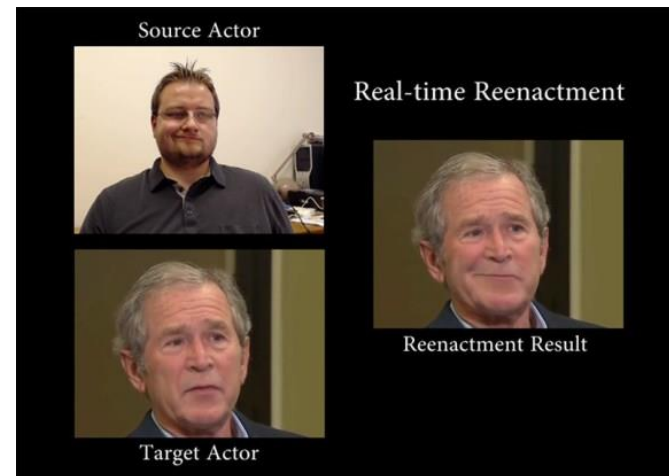 Source Actor
Real-time Reenactment
Reenactment Result
Target Actor